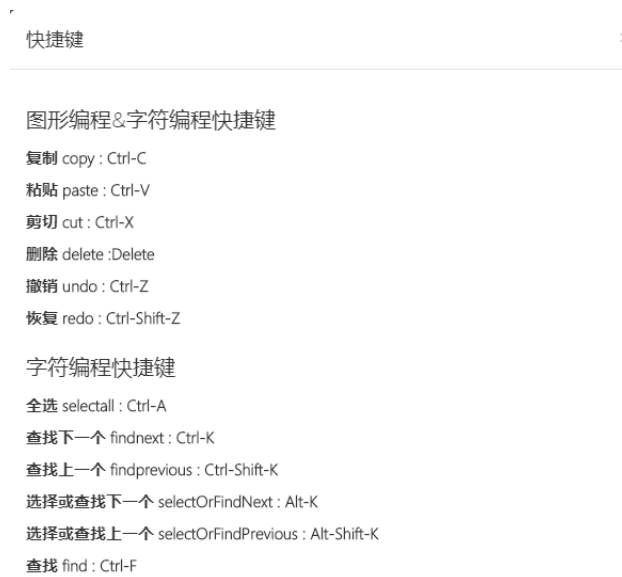 快捷键
图形编程&字符编程快捷键
复制 copy : Ctrl-C
粘贴 paste : Ctrl-V
剪切 cut : Ctrl-X
删除 delete :Delete
撤销 undo : Ctrl-Z
恢复 redo : Ctrl-Shift-Z
字符编程快捷键
全选 selectall : Ctrl-A
查找下一个 findnext : Ctrl-K
查找上一个 findprevious : Ctrl-Shift-K
选择或查找下一个 selectOrFindNext : Alt-K
选择或查找上一个 selectOrFindPrevious : Alt-Shift-K
查找 find : Ctrl-F